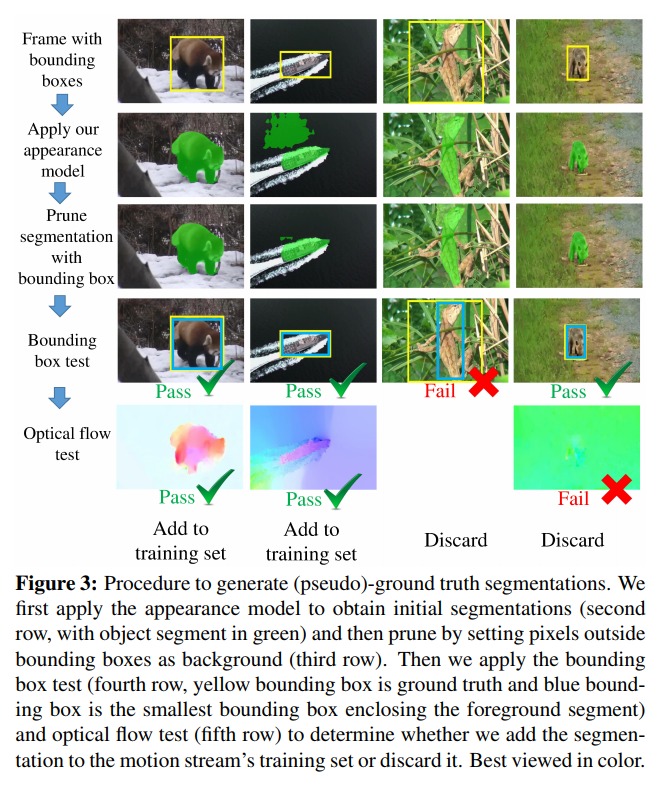 Frame with
bounding
boxes
Apply our
appearance
model
Prune
segmentation
with
bounding box
Bounding
box test
Pass
Pass
Fail
Pass
Optical flow
test
Pass
Pass
Fail
Add to
training set
Add to
training set
Discard
Discard
Figure 3: Procedure to generate (pseudo)-ground truth segmentations. We
first apply the appearance model to obtain initial segmentations (second
row, with object segment in green) and then prune by setting pixels outside
bounding boxes as background (third row). Then we apply the bounding
box test (fourth row, yellow bounding box is ground truth and blue bound-
ing box is the smallest bounding box enclosing the foreground segment)
and optical flow test (fifth row) to determine whether we add the segmen-
tation to the motion stream's training set or discard it. Best viewed in color.